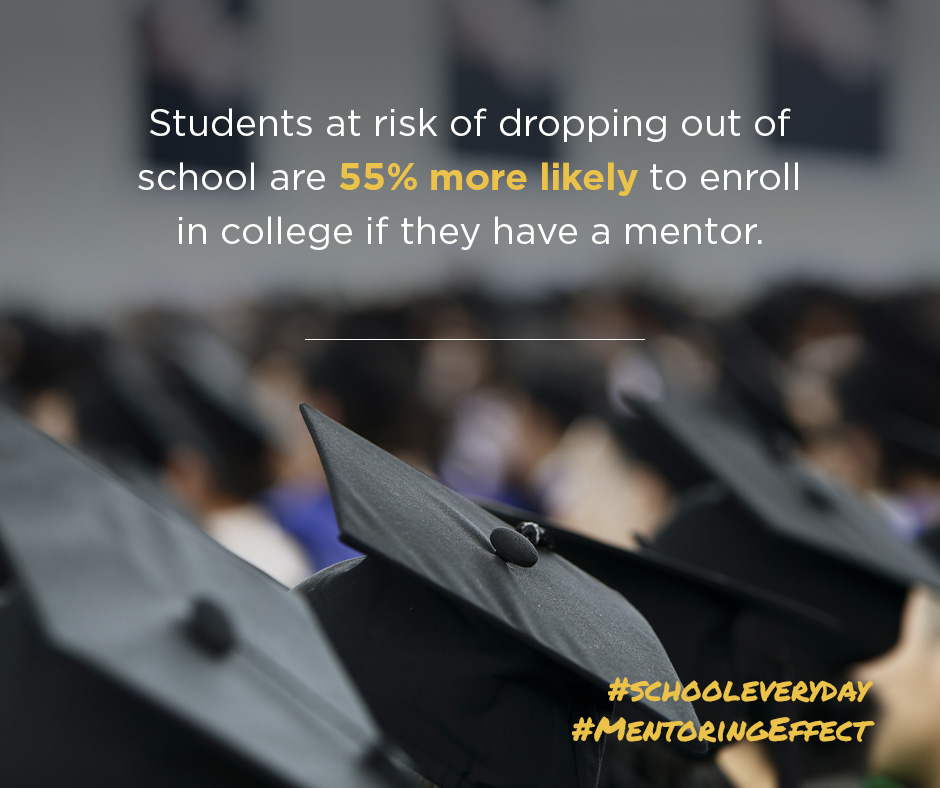 Students at risk of dropping out of
school are 55% more likely to enroll
in college if they have a mentor.
#SCHOOLEVERYDAY
#MENTORINGEFFECT